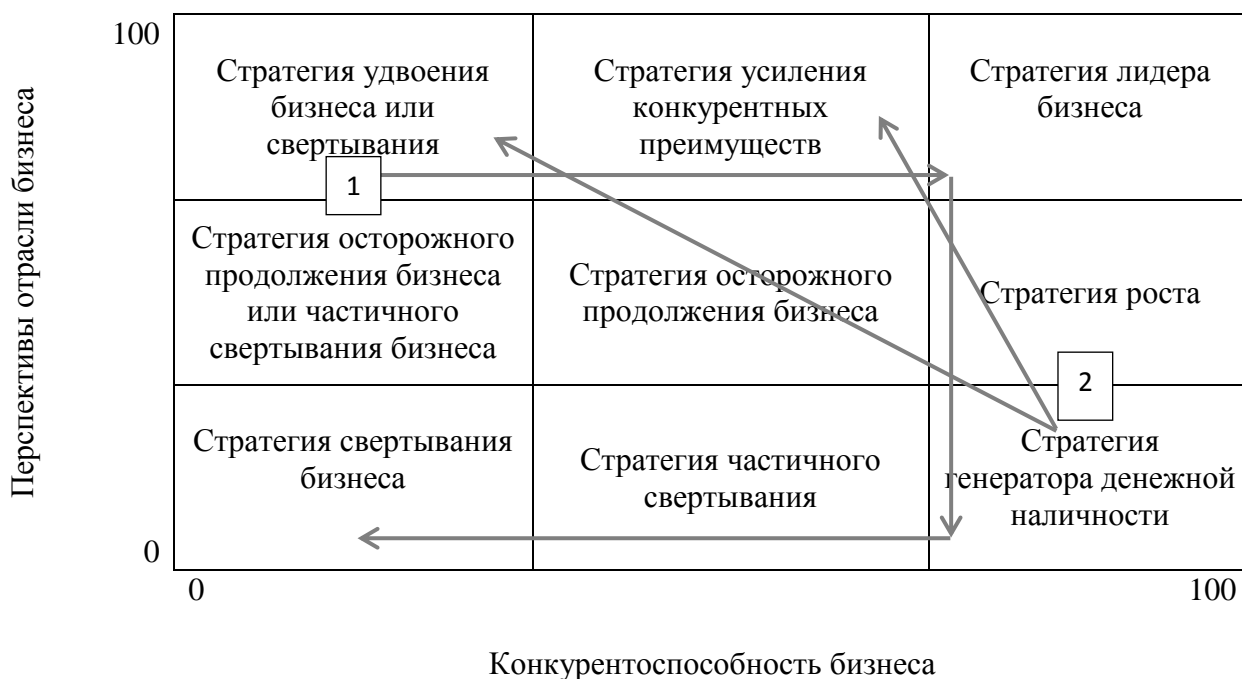 Перспективы отрасли бизнеса
100
0
Стратегия удвоения
бизнеса или
свертывания
Стратегия усиления
конкурентных
преимуществ
Стратегия лидера
бизнеса
1
Стратегия осторожного
продолжения бизнеса
или частичного
свертывания бизнеса
Стратегия осторожного
продолжения бизнеса
Стратегия роста
2
Стратегия свертывания
бизнеса
Стратегия частичного
свертывания
Стратегия
генератора денежной
наличности
0
100
Конкурентоспособность бизнеса